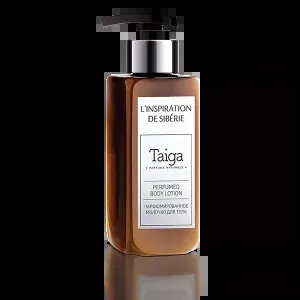 L'INSPIRATION
DE SIBÉRIE
Taiga
PERFUMED
BODY LOTION
ПАРФЮМИРОВАННОЕ
МОЛОЧКО ДЛЯ ТЕЛА